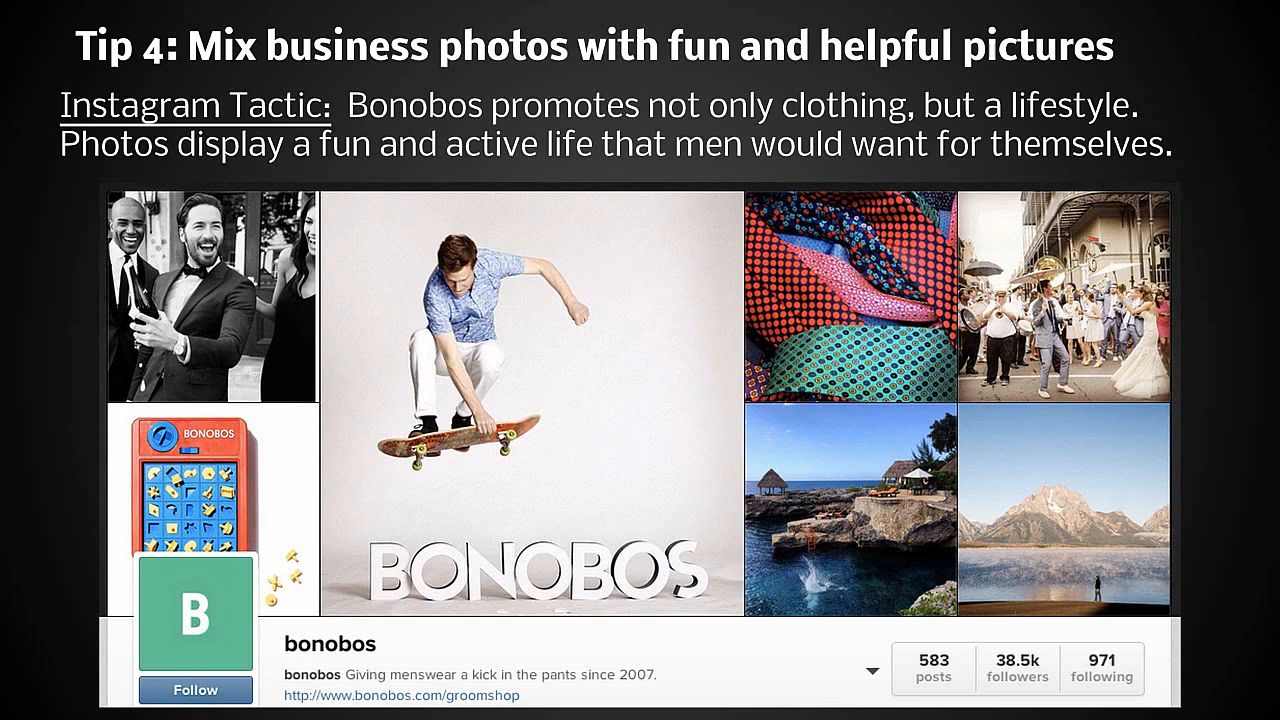 Tip 4: Mix business photos with fun and helpful pictures
Instagram Tactic: Bonobos promotes not only clothing, but a lifestyle.
Photos display a fun and active life that men would want for themselves.
BONOBOS
BONOBOS
B
bonobos
bonobos Giving menswear a kick in the pants since 2007.
http://www.bonobos.com/groomshop
Follow
583 38.5k 971
posts followers following